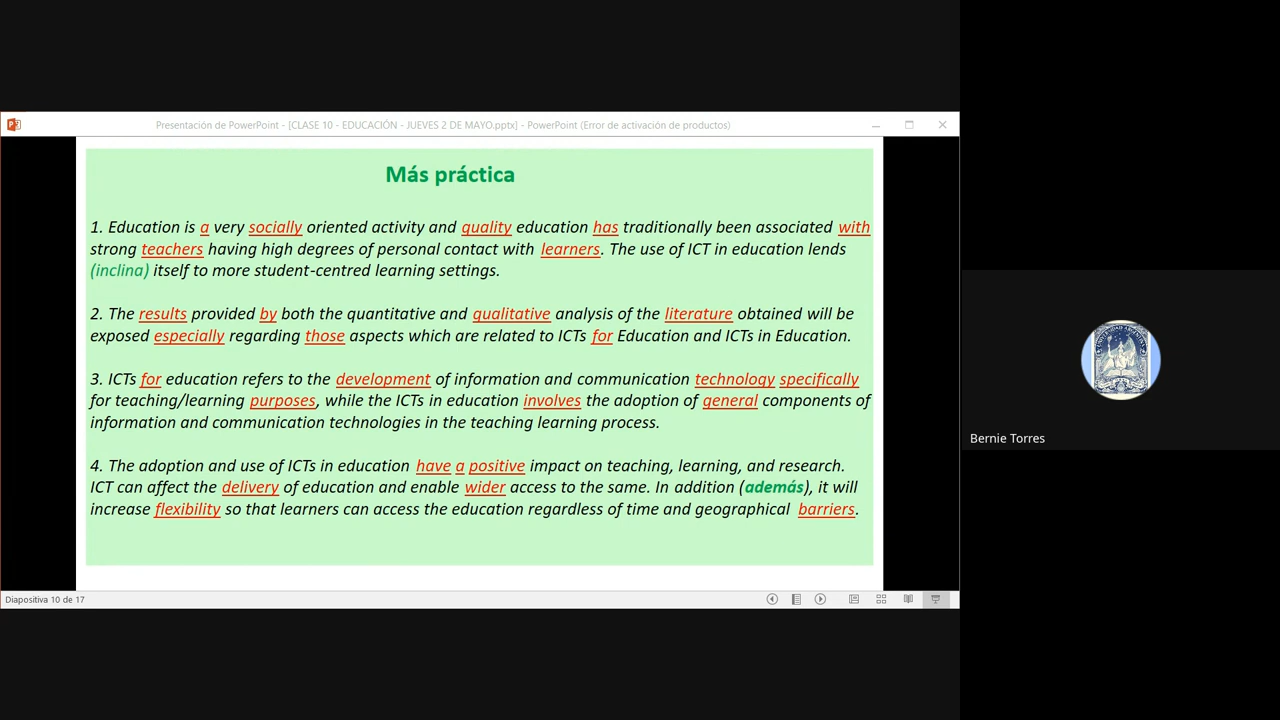 Presentación de PowerPoint - [CLASE 10 - EDUCACIÓN - JUEVES 2 DE MAYO.pptx] - PowerPoint (Error de activación de productos)
Más práctica
1. Education is a very socially oriented activity and quality education has traditionally been associated with
strong teachers having high degrees of personal contact with learners. The use of ICT in education lends
(inclina) itself to more student-centred learning settings.
2. The results provided by both the quantitative and qualitative analysis of the literature obtained will be
exposed especially regarding those aspects which are related to ICTs for Education and ICTs in Education.
3. ICTs for education refers to the development of information and communication technology specifically
for teaching/learning purposes, while the ICTs in education involves the adoption of general components of
information and communication technologies in the teaching learning process.
4. The adoption and use of ICTs in education have a positive impact on teaching, learning, and research.
ICT can affect the delivery of education and enable wider access to the same. In addition (además), it will
increase flexibility so that learners can access the education regardless of time and geographical barriers.
Diapositiva 10 de 17
Bernie Torres